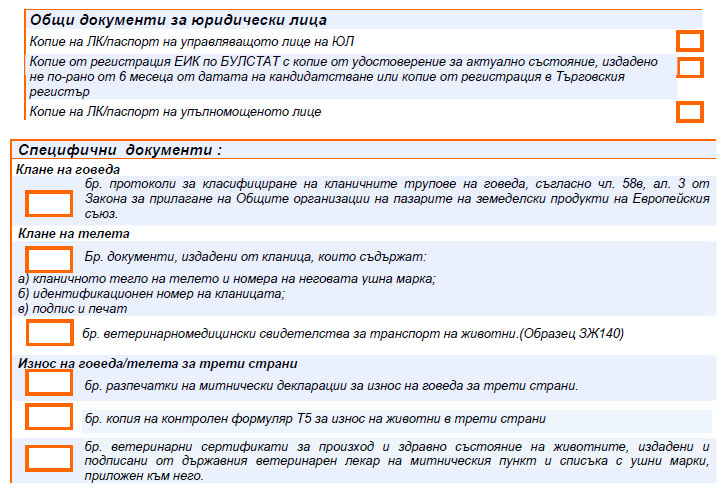 Общи документи за юридически лица
Копие на ЛК/паспорт на управляващото лице на ЮЛ
Копие от регистрация ЕИК по БУЛСТАТ с копие от удостоверение за актуално състояние, издадено
не по-рано от 6 месеца от датата на кандидатстване или копие от регистрация в Търговския
регистър
Копие на ЛК/паспорт на упълномощеното лице
Специфични документи :
Клане на говеда
бр. протоколи за класифициране на кланичните трупове на говеда, съгласно чл. 58в, ал. 3 от
Закона за прилагане на Общите организации на пазарите на земеделски продукти на Европейския
съюз.
Клане на телета
Бр. документи, издадени от кланица, които съдържат:
а) кланичното тегло на телето и номера на неговата ушна марка;
б) идентификационен номер на кланицата;
в) подпис и печат
бр. ветеринарномедицински свидетелства за транспорт на животни.(Образец ЗЖ140)
Износ на говеда/телета за трети страни
бр. разпечатки на митнически декларации за износ на говеда за трети страни.
бр. копия на контролен формуляр Т5 за износ на животни в трети страни
бр. ветеринарни сертификати за произход и здравно състояние на животните, издадени и
подписани от държавния ветеринарен лекар на митническия пункт и списъка с ушни марки,
приложен към него.